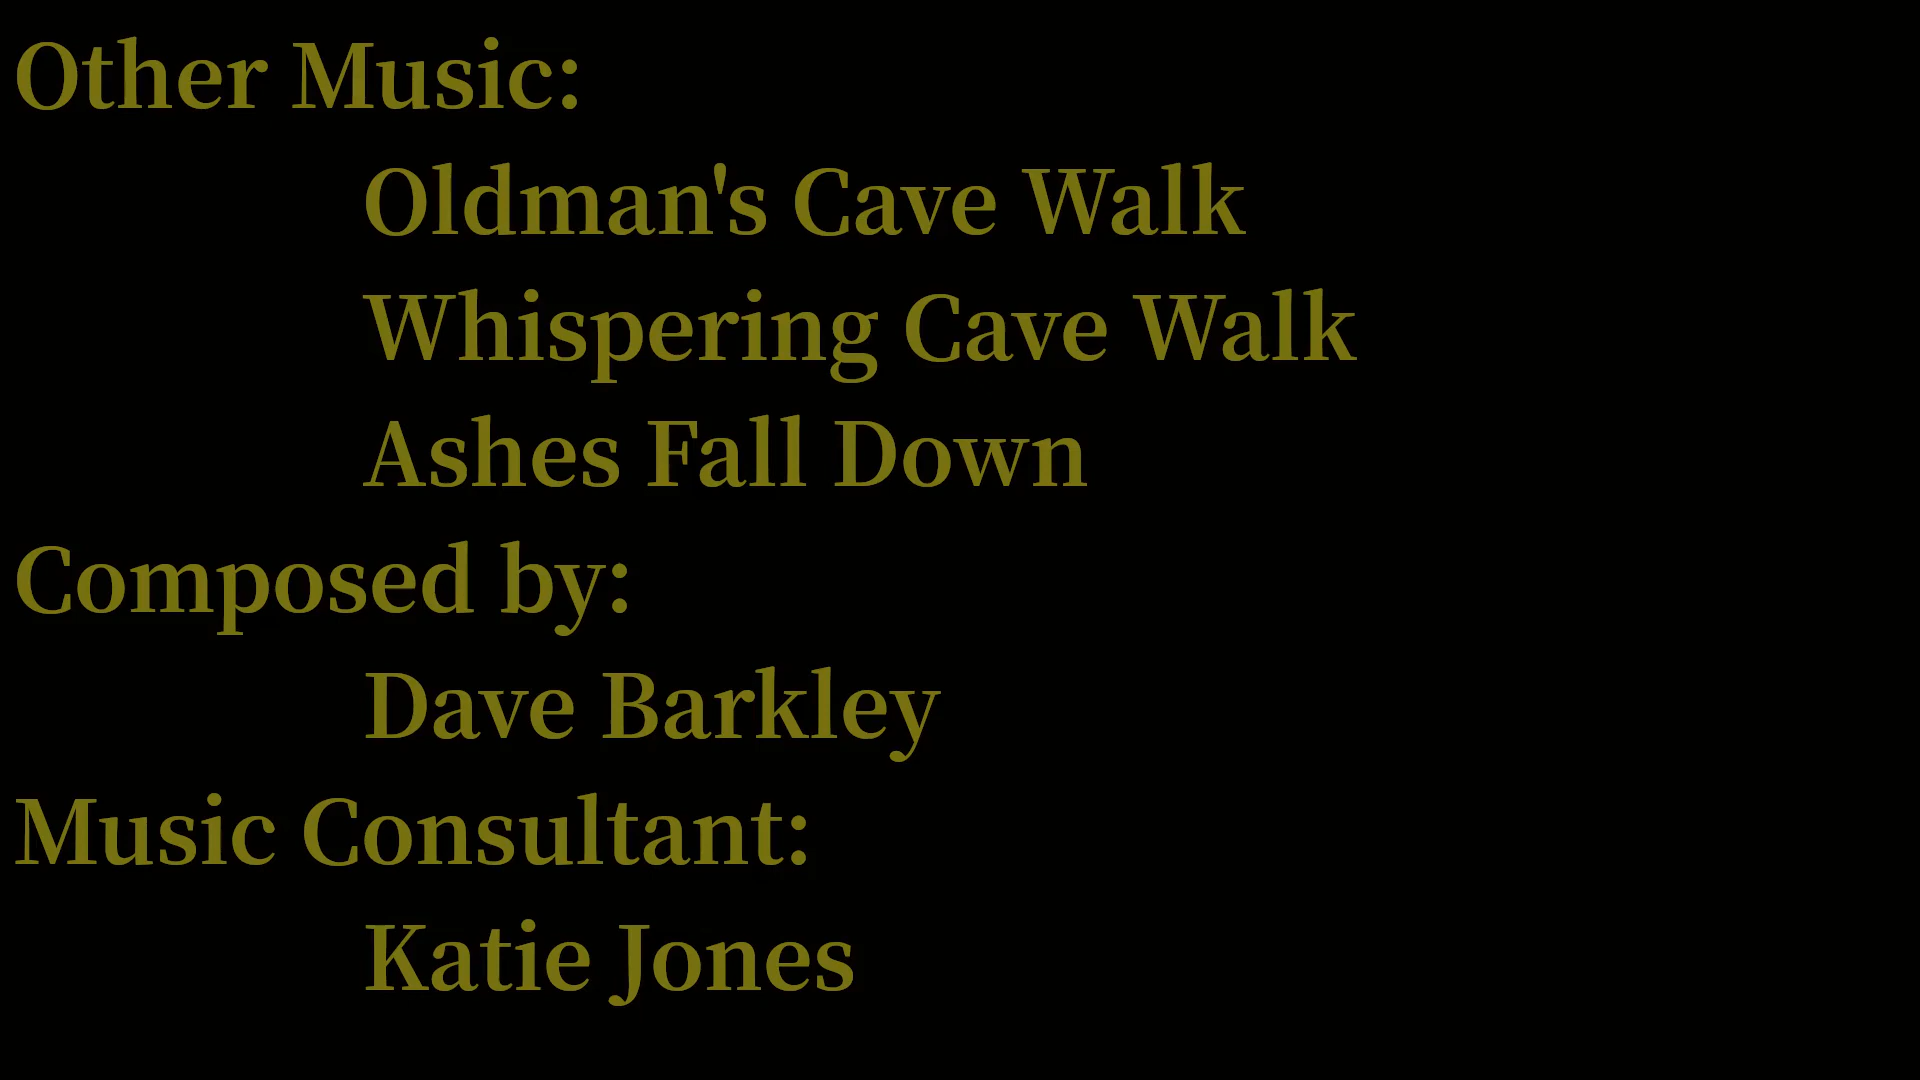 Other Music:
Oldman's Cave Walk
Whispering Cave Walk
Ashes Fall Down
Composed by:
Dave Barkley
Music Consultant:
Katie Jones